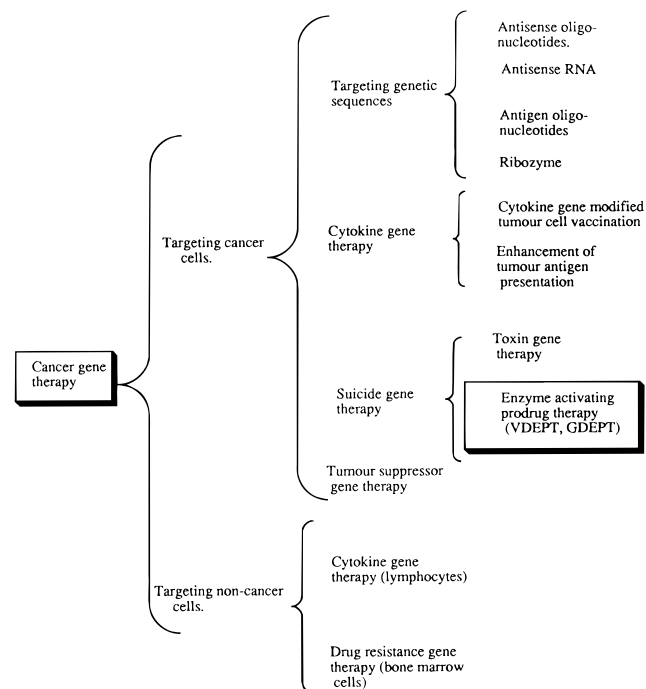 Cancer gene
therapy
Targeting cancer
cells.
Targeting genetic
sequences
Antisense oligo-
nucleotides.
Antisense RNA
Antigen oligo-
nucleotides
Ribozyme
Cytokine gene
therapy
Cytokine gene modified
tumour cell vaccination
Enhancement of
tumour antigen
presentation
Suicide gene
therapy
Toxin gene
therapy
Enzyme activating
prodrug therapy
(VDEPT, GDEPT)
Tumour suppressor
gene therapy
Targeting non-cancer
cells.
Cytokine gene
therapy (lymphocytes)
Drug resistance gene
therapy (bone marrow
cells)